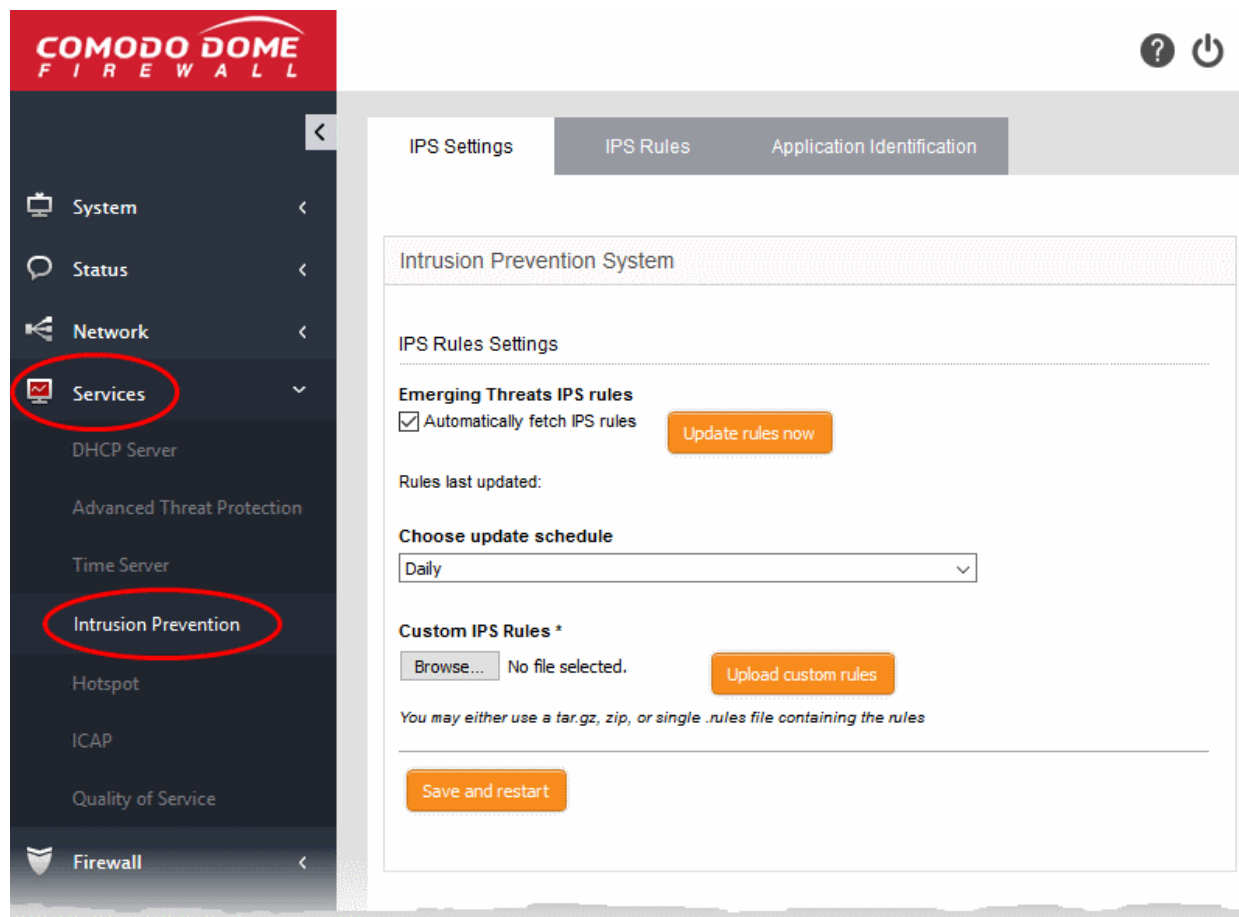 COMODO DOME
FIREWALL
IPS Settings
IPS Rules
Application Identification
System
Status
Network
Services
DHCP Server
Advanced Threat Protection
Time Server
Intrusion Prevention
Hotspot
ICAP
Quality of Service
Firewall
Intrusion Prevention System
IPS Rules Settings
Emerging Threats IPS rules
Automatically fetch IPS rules
Update rules now
Rules last updated:
Choose update schedule
Daily
Custom IPS Rules *
Browse... No file selected.
Upload custom rules
You may either use a tar.gz, zip, or single .rules file containing the rules
Save and restart